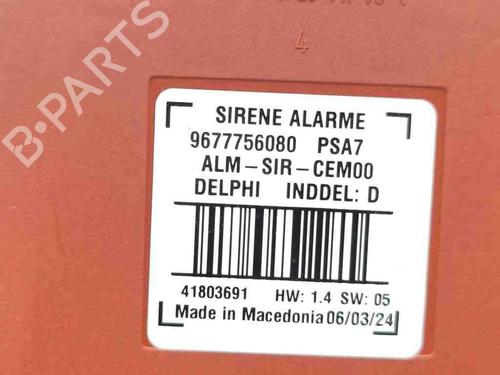 B-PARTS
4
SIRENE ALARME
9677756080 PSA7
ALM-SIR-CEM00
DELPHI INDDEL: D
41803691 HW: 1.4 SW: 05
Made in Macedonia 06/03/24